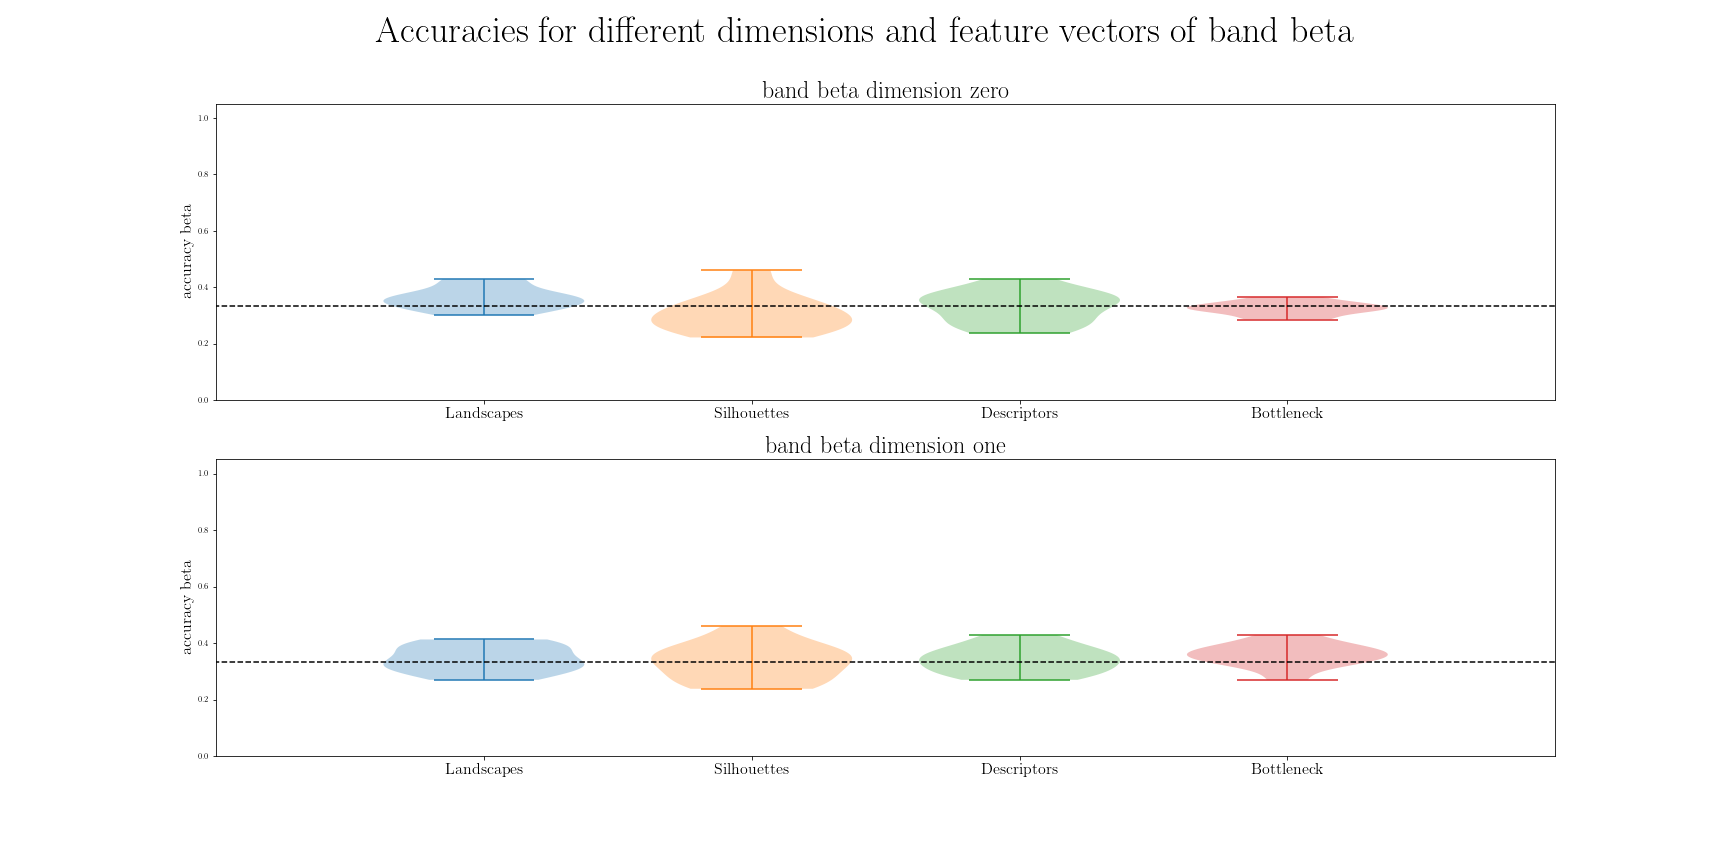 Accuracies for different dimensions and feature vectors of band beta
band beta dimension zero
accuracy beta
1.0
0.8
0.6
0.4
0.2
0.0
Landscapes Silhouettes Descriptors Bottleneck
band beta dimension one
accuracy beta
1.0
0.8
0.6
0.4
0.2
0.0
Landscapes Silhouettes Descriptors Bottleneck